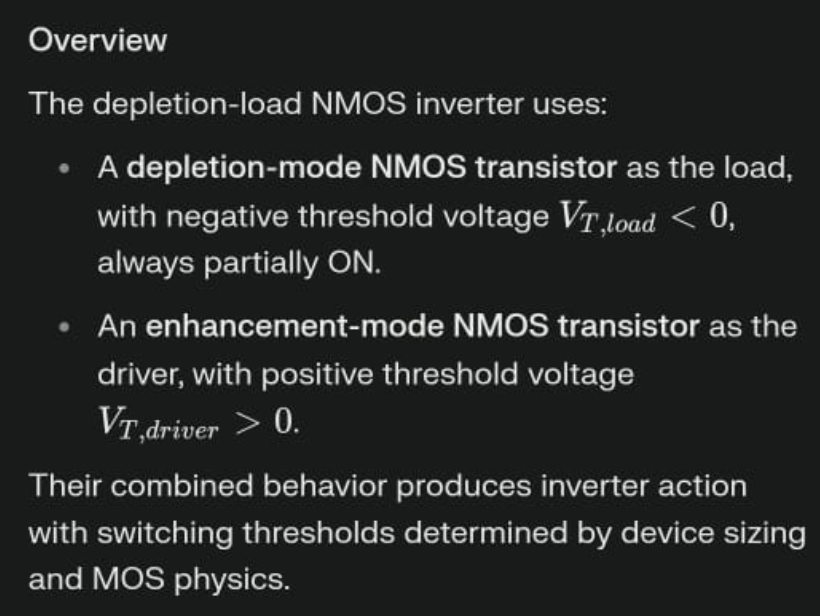 Overview
The depletion-load NMOS inverter uses:
• A depletion-mode NMOS transistor as the load,
with negative threshold voltage V_{T,load} < 0,
always partially ON.
• An enhancement-mode NMOS transistor as the
driver, with positive threshold voltage
V_{T,driver} > 0.
Their combined behavior produces inverter action
with switching thresholds determined by device sizing
and MOS physics.